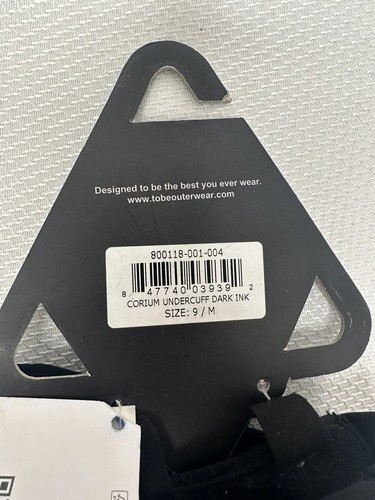 Designed to be the best you ever wear.
www.tobeouterwear.com
800118-001-004
8 47740 03939 2
CORIUM UNDERCUFF DARK INK
SIZE: 9 / M